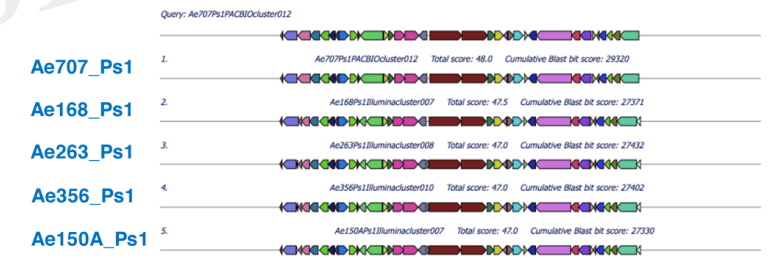 Query: Ae707Ps1PACBIOcluster012
Ae707_Ps1
1. Ae707Ps1PACBIOcluster012 Total score: 48.0 Cumulative Blast bit score: 29320
Ae168_Ps1
2. Ae168Ps1Illuminacluster007 Total score: 47.5 Cumulative Blast bit score: 27371
Ae263_Ps1
3. Ae263Ps1Illuminacluster008 Total score: 47.0 Cumulative Blast bit score: 27432
Ae356_Ps1
4. Ae356Ps1Illuminacluster010 Total score: 47.0 Cumulative Blast bit score: 27402
Ae150A_Ps1
5. Ae150APs1Illuminacluster007 Total score: 47.0 Cumulative Blast bit score: 27330